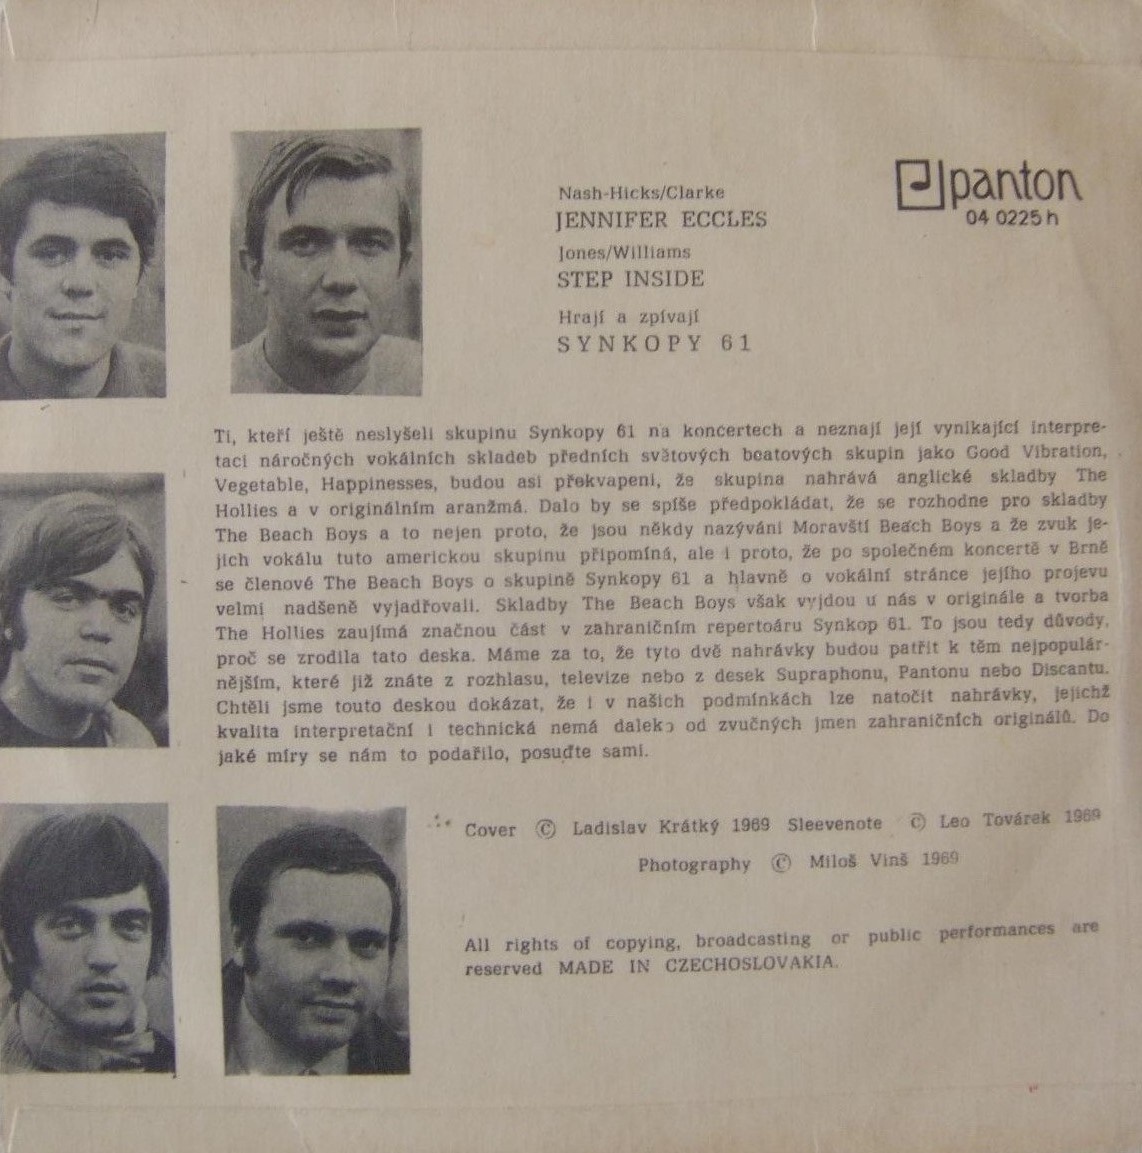 Nash-Hicks/Clarke
JENNIFER ECCLES
Jones/Williams
STEP INSIDE
Hrají a zpívají
SYNKOPY 61
panton
04 0225 h
Ti, kteří ještě neslyšeli skupinu Synkopy 61 na koncertech a neznají její vynikající interpre-
taci náročných vokálních skladeb předních světových beatových skupin jako Good Vibration,
Vegetable, Happinesses, budou asi překvapeni, že skupina nahrává anglické skladby The
Hollies a v originálním aranžmá. Dalo by se spíše předpokládat, že se rozhodne pro skladby
The Beach Boys a to nejen proto, že jsou někdy nazýváni Moravští Beach Boys a že zvuk je-
jich vokálu tuto americkou skupinu připomíná, ale i proto, že po společném koncertě v Brně
se členové The Beach Boys o skupině Synkopy 61 a hlavně o vokální stránce jejího projevu
velmi nadšeně vyjadřovali. Skladby The Beach Boys však vyjdou u nás v originále a tvorba
The Hollies zaujímá značnou část v zahraničním repertoáru Synkop 61. To jsou tedy důvody,
proč se zrodila tato deska. Máme za to, že tyto dvě nahrávky budou patřit k těm nejpopulár-
nějším, které již znáte z rozhlasu, televize nebo z desek Supraphonu, Pantonu nebo Discantu.
Chtěli jsme touto deskou dokázat, že i v našich podmínkách lze natočit nahrávky, jejichž
kvalita interpretační i technická nemá daleko od zvučných jmen zahraničních originálů. Do
jaké míry se nám to podařilo, posuďte sami.
Cover © Ladislav Krátký 1969 Sleevenote © Leo Továrek 1969
Photography © Miloš Vinš 1969
All rights of copying, broadcasting or public performances are
reserved MADE IN CZECHOSLOVAKIA.